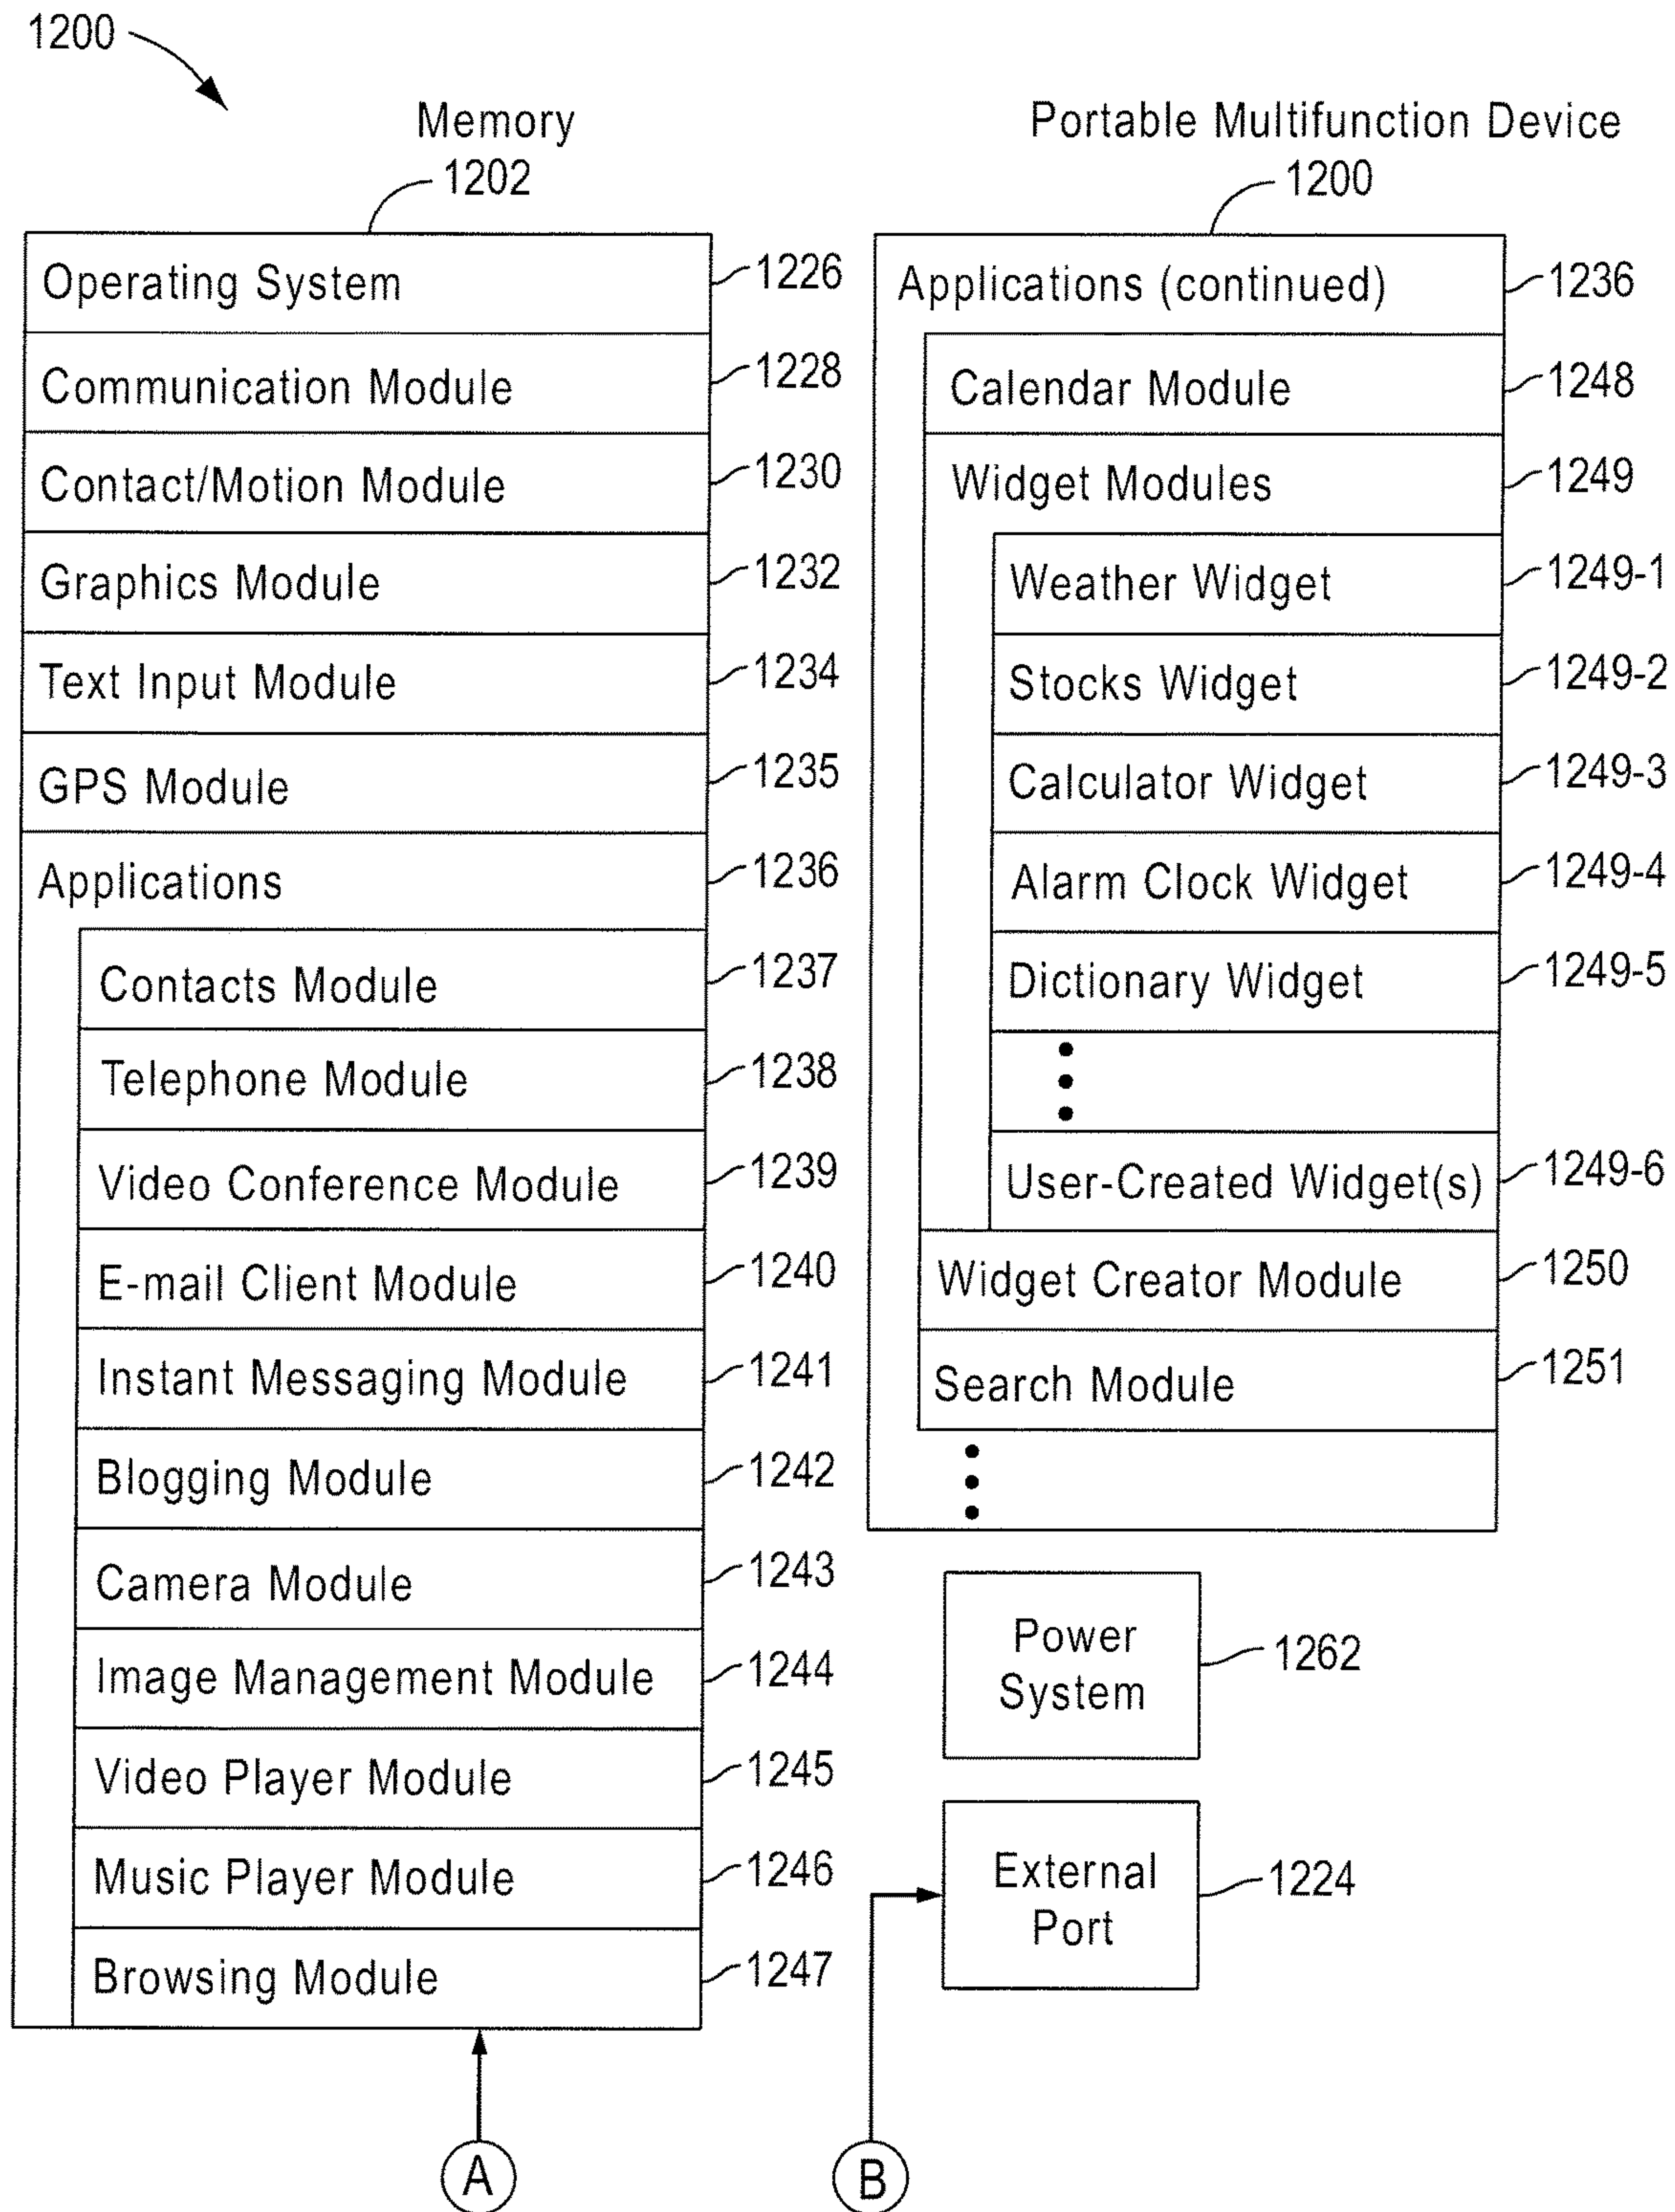 1200
Memory
1202
Operating System 1226
Communication Module 1228
Contact/Motion Module 1230
Graphics Module 1232
Text Input Module 1234
GPS Module 1235
Applications 1236
Contacts Module 1237
Telephone Module 1238
Video Conference Module 1239
E-mail Client Module 1240
Instant Messaging Module 1241
Blogging Module 1242
Camera Module 1243
Image Management Module 1244
Video Player Module 1245
Music Player Module 1246
Browsing Module 1247
A
Portable Multifunction Device
1200
Applications (continued) 1236
Calendar Module 1248
Widget Modules 1249
Weather Widget 1249-1
Stocks Widget 1249-2
Calculator Widget 1249-3
Alarm Clock Widget 1249-4
Dictionary Widget 1249-5
User-Created Widget(s) 1249-6
Widget Creator Module 1250
Search Module 1251
Power
System 1262
External
Port 1224
B